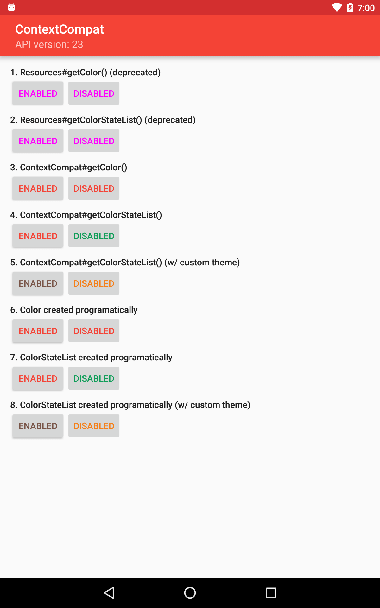 7:00
ContextCompat
API version: 23
1. Resources#getColor() (deprecated)
ENABLED DISABLED
2. Resources#getColorStateList() (deprecated)
ENABLED DISABLED
3. ContextCompat#getColor()
ENABLED DISABLED
4. ContextCompat#getColorStateList()
ENABLED DISABLED
5. ContextCompat#getColorStateList() (w/ custom theme)
ENABLED DISABLED
6. Color created programatically
ENABLED DISABLED
7. ColorStateList created programatically
ENABLED DISABLED
8. ColorStateList created programatically (w/ custom theme)
ENABLED DISABLED